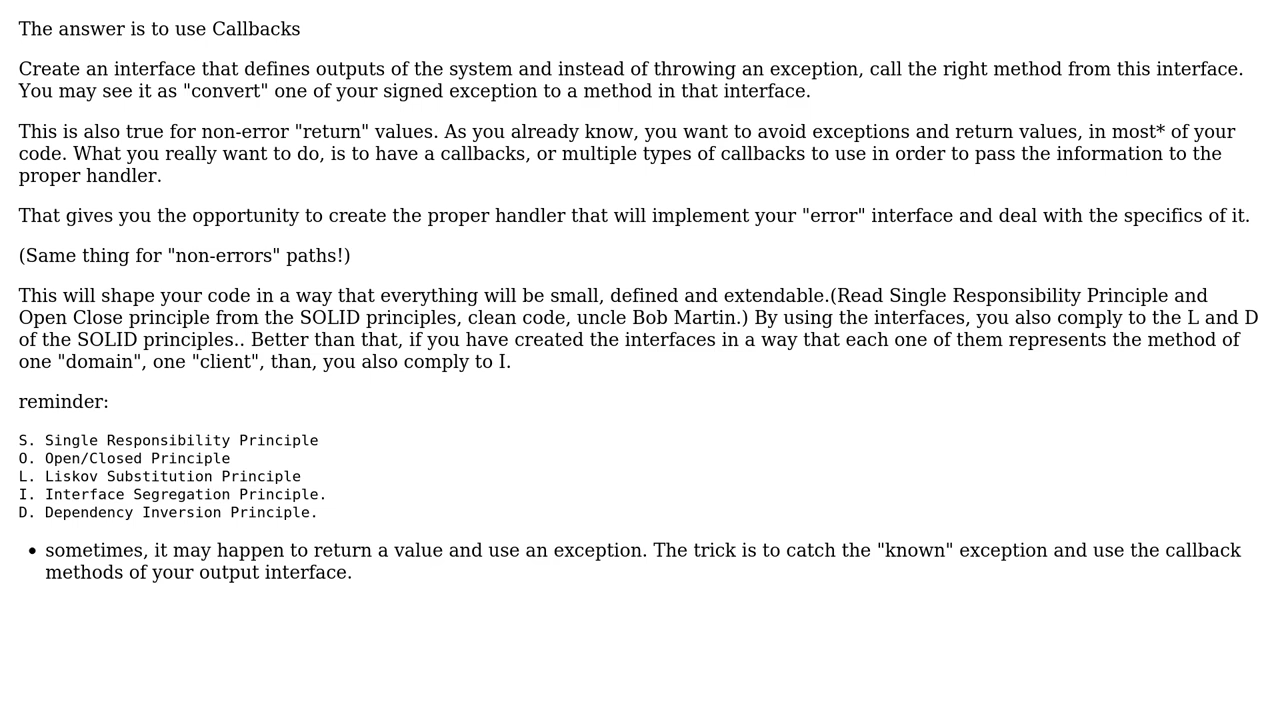 The answer is to use Callbacks
Create an interface that defines outputs of the system and instead of throwing an exception, call the right method from this interface.
You may see it as "convert" one of your signed exception to a method in that interface.
This is also true for non-error "return" values. As you already know, you want to avoid exceptions and return values, in most* of your
code. What you really want to do, is to have a callbacks, or multiple types of callbacks to use in order to pass the information to the
proper handler.
That gives you the opportunity to create the proper handler that will implement your "error" interface and deal with the specifics of it.
(Same thing for "non-errors" paths!)
This will shape your code in a way that everything will be small, defined and extendable.(Read Single Responsibility Principle and
Open Close principle from the SOLID principles, clean code, uncle Bob Martin.) By using the interfaces, you also comply to the L and D
of the SOLID principles.. Better than that, if you have created the interfaces in a way that each one of them represents the method of
one "domain", one "client", than, you also comply to I.
reminder:
S. Single Responsibility Principle
O. Open/Closed Principle
L. Liskov Substitution Principle
I. Interface Segregation Principle.
D. Dependency Inversion Principle.
• sometimes, it may happen to return a value and use an exception. The trick is to catch the "known" exception and use the callback
methods of your output interface.